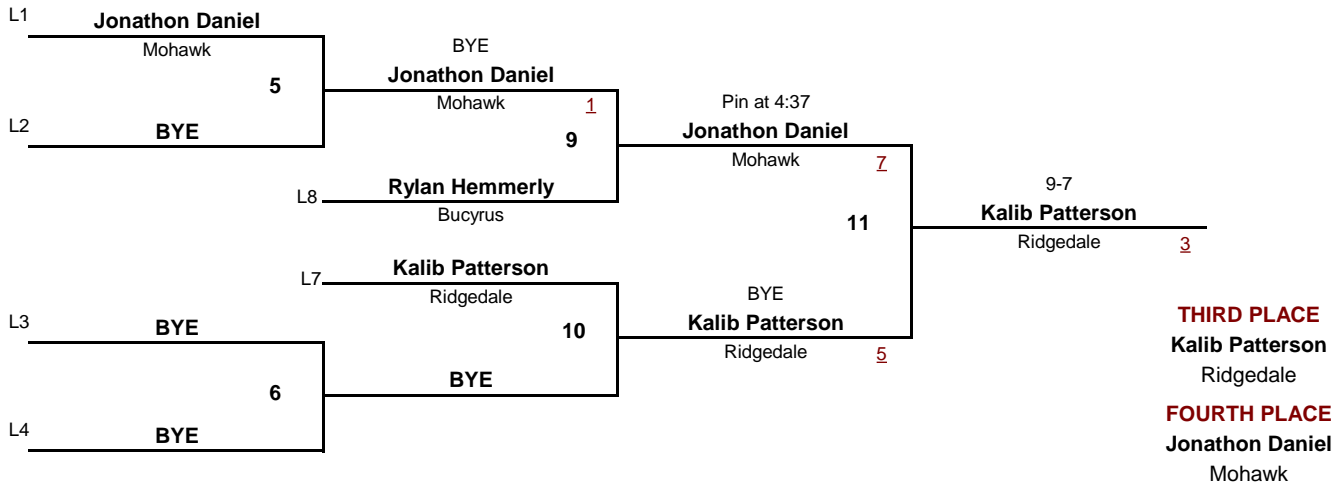 L1
Jonathon Daniel
Mohawk
5
L2
BYE
BYE
Jonathon Daniel
Mohawk
1
9
L8
Rylan Hemmerly
Bucyrus
Pin at 4:37
Jonathon Daniel
Mohawk
7
11
9-7
Kalib Patterson
Ridgedale
3
L7
Kalib Patterson
Ridgedale
10
BYE
Kalib Patterson
Ridgedale
5
L3
BYE
6
BYE
L4
BYE
THIRD PLACE
Kalib Patterson
Ridgedale
FOURTH PLACE
Jonathon Daniel
Mohawk